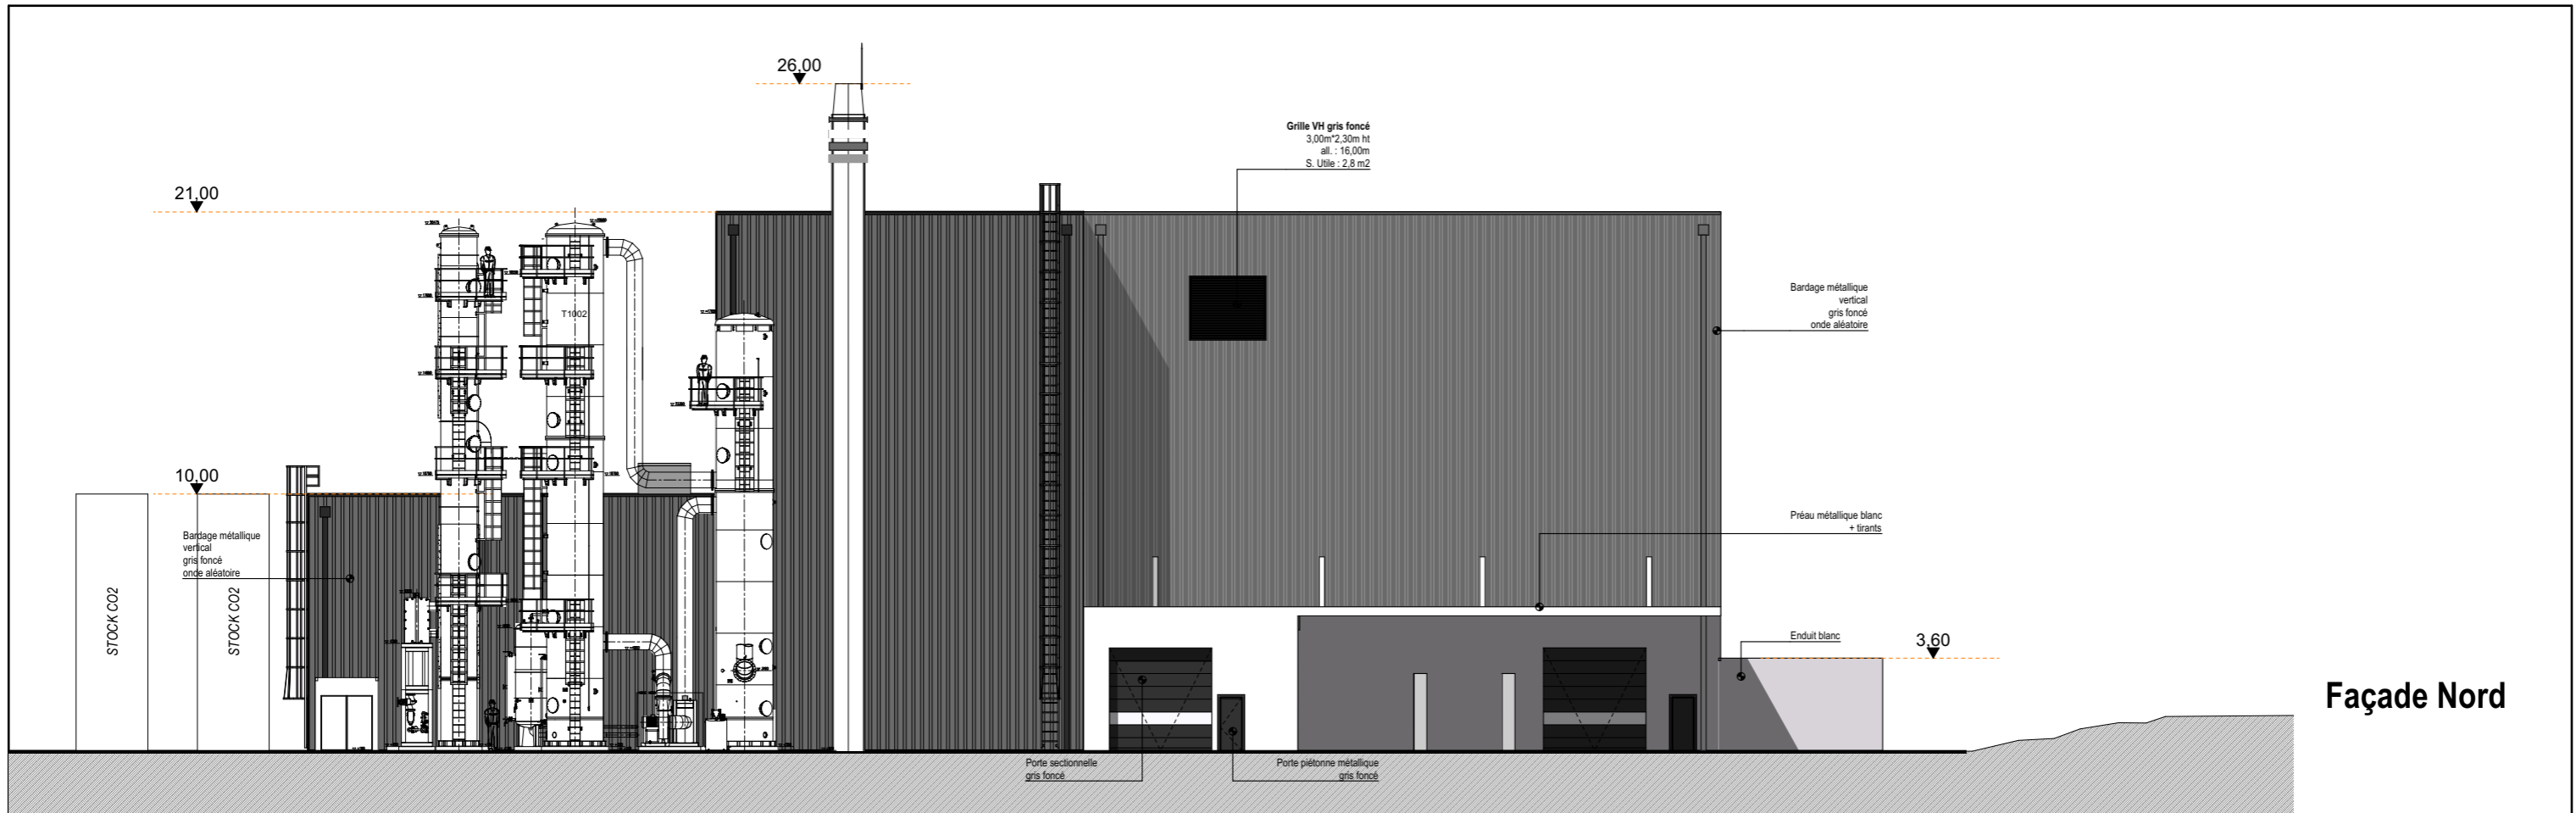 26,00
Grille VH gris foncé
3,00m*2,30m ht
all. : 16,00m
S. Utile : 2,8 m2
21,00
Bardage métallique
vertical
gris foncé
onde aléatoire
T1002
10,00
Préau métallique blanc
+ tirants
Bardage métallique
vertical
gris foncé
onde aléatoire
STOCK CO2
STOCK CO2
Enduit blanc
3,60
Façade Nord
Porte sectionnelle
gris foncé
Porte piétonne métallique
gris foncé